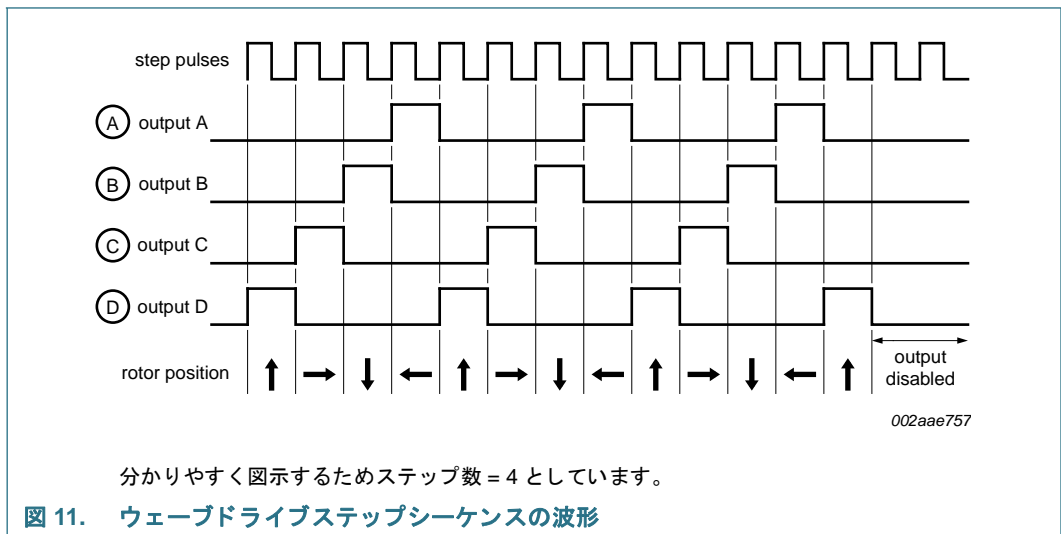 step pulses
A output A
B output B
C output C
D output D
rotor position
output
disabled
002aae757
分かりやすく図示するためステップ数 = 4 としています。
図 11. ウェーブドライブステップシーケンスの波形